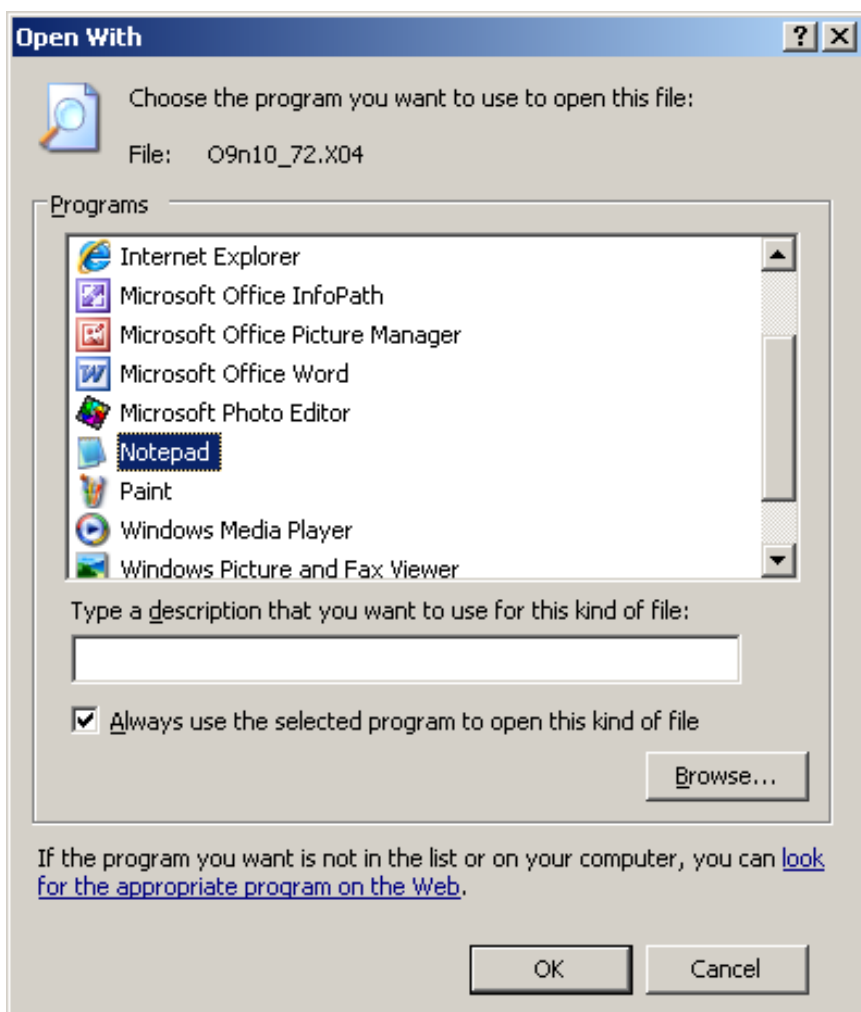 Open With
Choose the program you want to use to open this file:
File: O9n10_72.X04
Programs
Internet Explorer
Microsoft Office InfoPath
Microsoft Office Picture Manager
Microsoft Office Word
Microsoft Photo Editor
Notepad
Paint
Windows Media Player
Windows Picture and Fax Viewer
Type a description that you want to use for this kind of file:
Always use the selected program to open this kind of file
Browse...
If the program you want is not in the list or on your computer, you can look
for the appropriate program on the Web.
OK Cancel